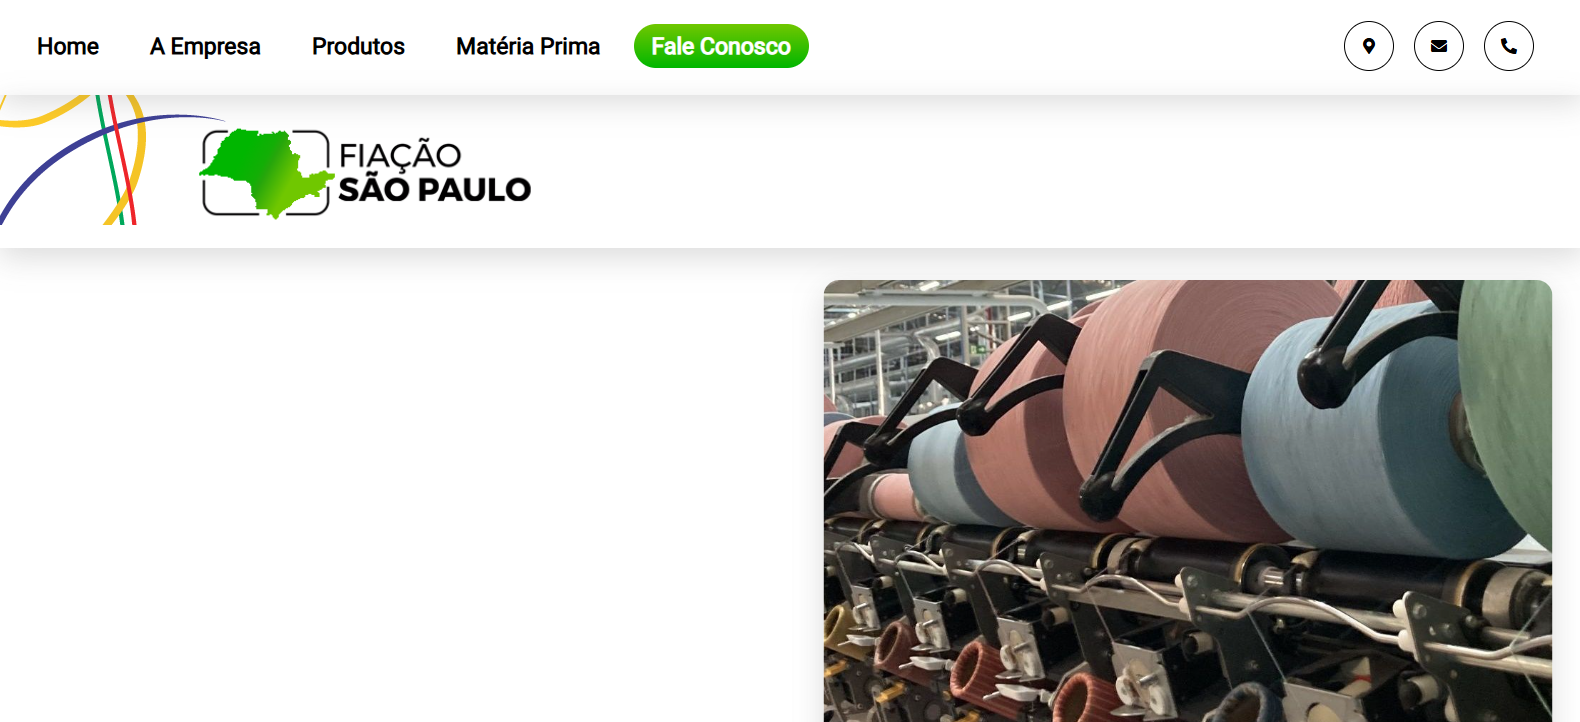 Home
A Empresa
Produtos
Matéria Prima
Fale Conosco
FIAÇÃO
SÃO PAULO